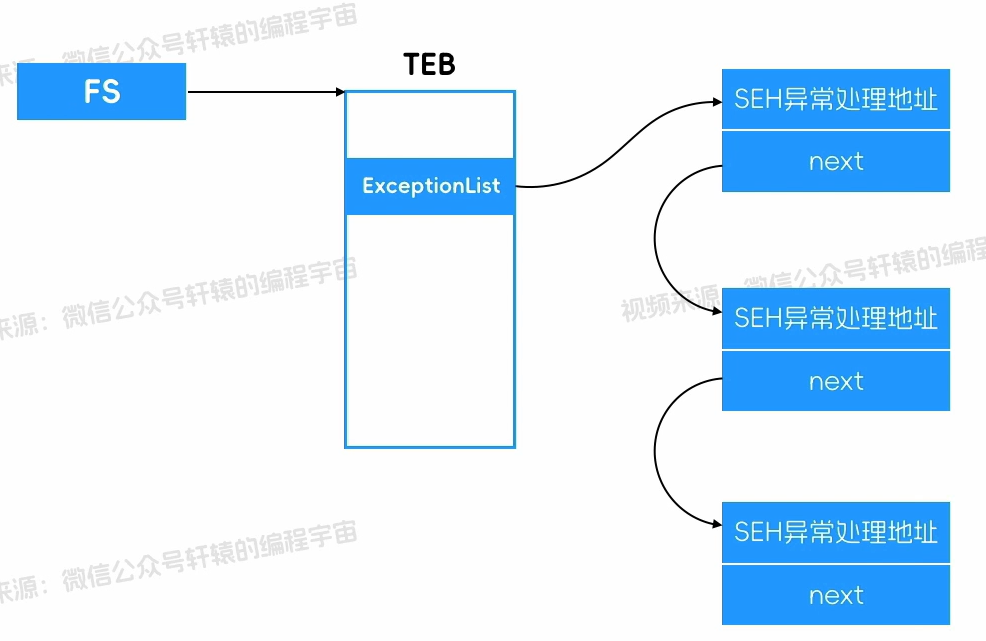 来源：微信公众号轩辕的编程宇宙
TEB
FS
SEH异常处理地址
next
ExceptionList
来源：微信公众号轩辕的编程宇宙
视频来源：微信公众号轩辕的编程
SEH异常处理地址
next
来源：微信公众号轩辕的编程宇宙
SEH异常处理地址
next